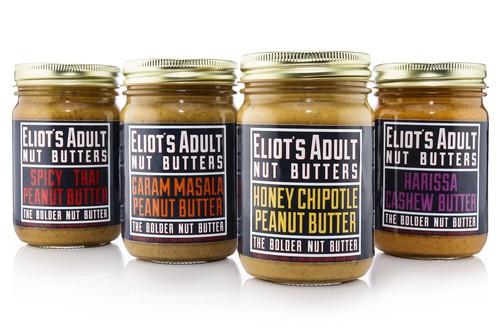 ELIOT'S ADULT
NUT BUTTERS
SPICY THAI
PEANUT BUTTER
THE BOLDER NUT BUTTER
ELIOT'S ADULT
NUT BUTTERS
GARAM MASALA
PEANUT BUTTER
THE BOLDER NUT BUTTER
ELIOT'S ADULT
NUT BUTTERS
HONEY CHIPOTLE
PEANUT BUTTER
THE BOLDER NUT BUTTER
ELIOT'S ADULT
NUT BUTTERS
HARISSA
CASHEW BUTTER
THE BOLDER NUT BUTTER